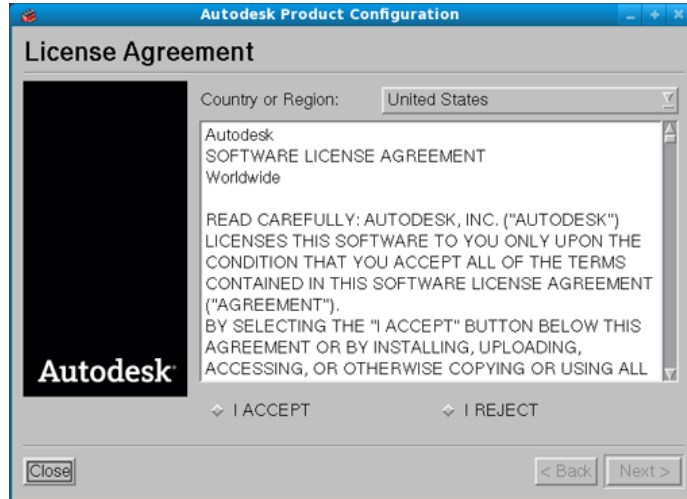 Autodesk Product Configuration
License Agreement
Country or Region: United States
Autodesk
SOFTWARE LICENSE AGREEMENT
Worldwide
READ CAREFULLY: AUTODESK, INC. ("AUTODESK")
LICENSES THIS SOFTWARE TO YOU ONLY UPON THE
CONDITION THAT YOU ACCEPT ALL OF THE TERMS
CONTAINED IN THIS SOFTWARE LICENSE AGREEMENT
("AGREEMENT").
BY SELECTING THE "I ACCEPT" BUTTON BELOW THIS
AGREEMENT OR BY INSTALLING, UPLOADING,
ACCESSING, OR OTHERWISE COPYING OR USING ALL
Autodesk
I ACCEPT I REJECT
Close < Back Next >